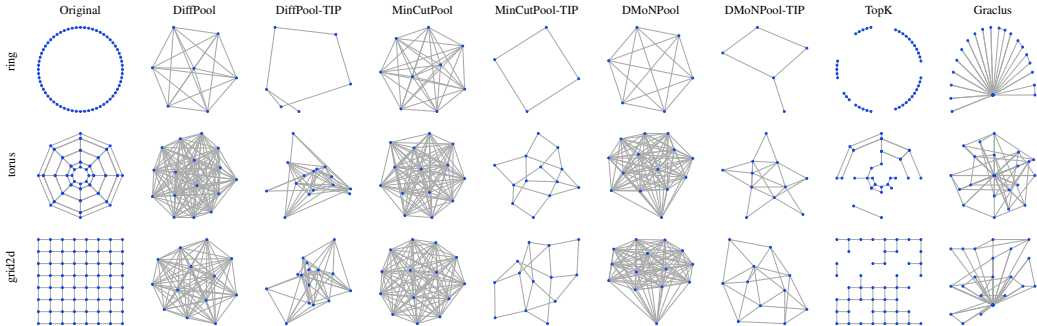 Original DiffPool DiffPool-TIP MinCutPool MinCutPool-TIP DMoNPool DMoNPool-TIP TopK Graclus
ring
torus
grid2d